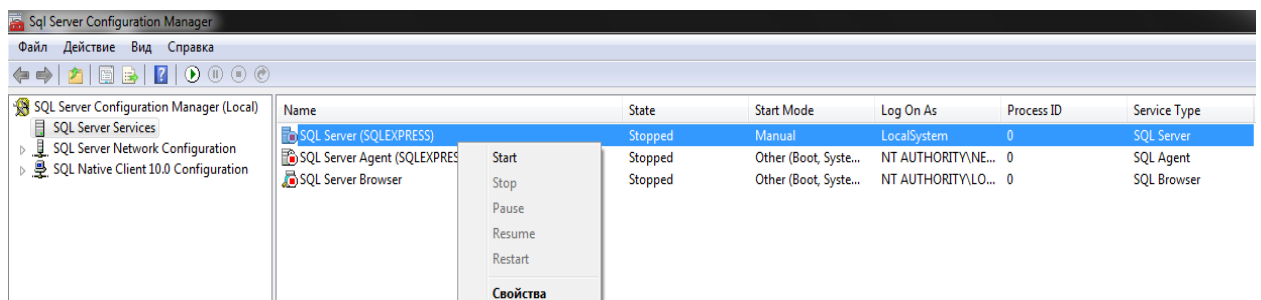 Sql Server Configuration Manager
Файл Действие Вид Справка
SQL Server Configuration Manager (Local)
SQL Server Services
SQL Server Network Configuration
SQL Native Client 10.0 Configuration
Name State Start Mode Log On As Process ID Service Type
SQL Server (SQLEXPRESS) Stopped Manual LocalSystem 0 SQL Server
SQL Server Agent (SQLEXPRES Stopped Other (Boot, Syste... NT AUTHORITY\NE... 0 SQL Agent
SQL Server Browser Stopped Other (Boot, Syste... NT AUTHORITY\LO... 0 SQL Browser
Start
Stop
Pause
Resume
Restart
Свойства